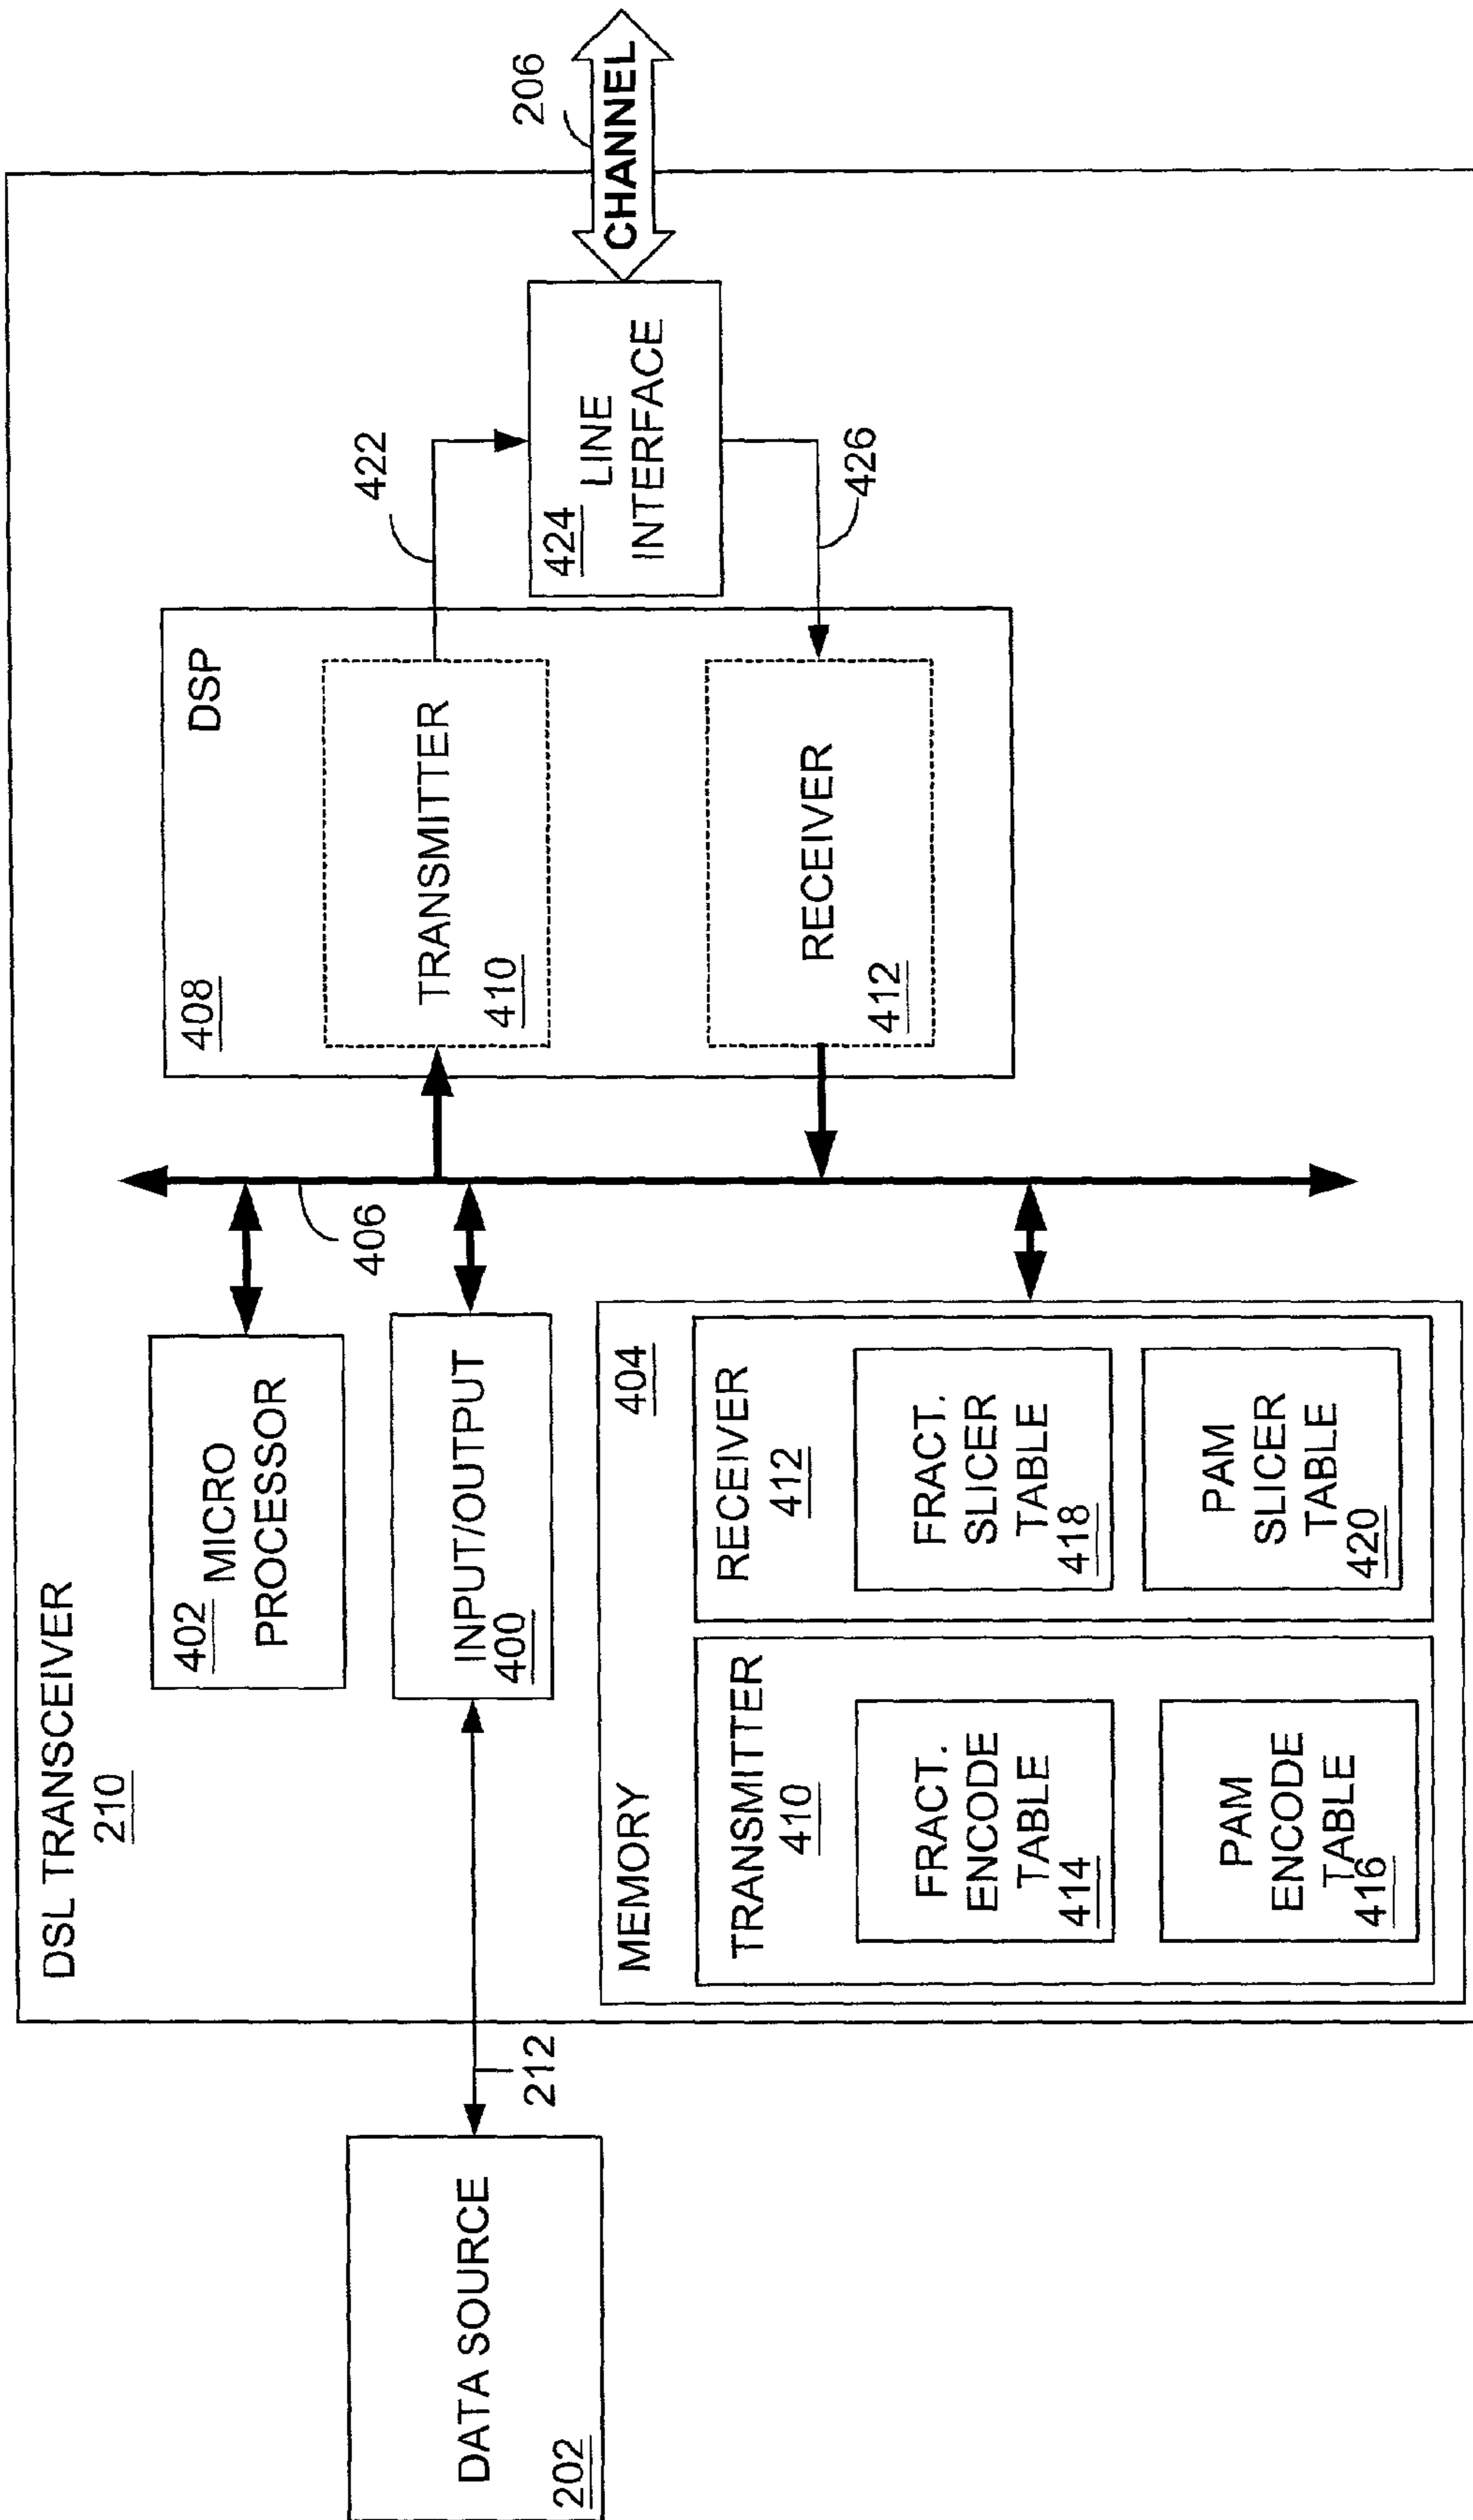 DSL TRANSCEIVER
210
DATA SOURCE
202
212
402 MICRO
PROCESSOR
INPUT/OUTPUT
400
406
MEMORY
404
TRANSMITTER
410
FRACT.
ENCODE
TABLE
414
PAM
ENCODE
TABLE
416
RECEIVER
412
FRACT.
SLICER
TABLE
418
PAM
SLICER
TABLE
420
408
DSP
TRANSMITTER
410
RECEIVER
412
422
424 LINE
INTERFACE
426
206
CHANNEL